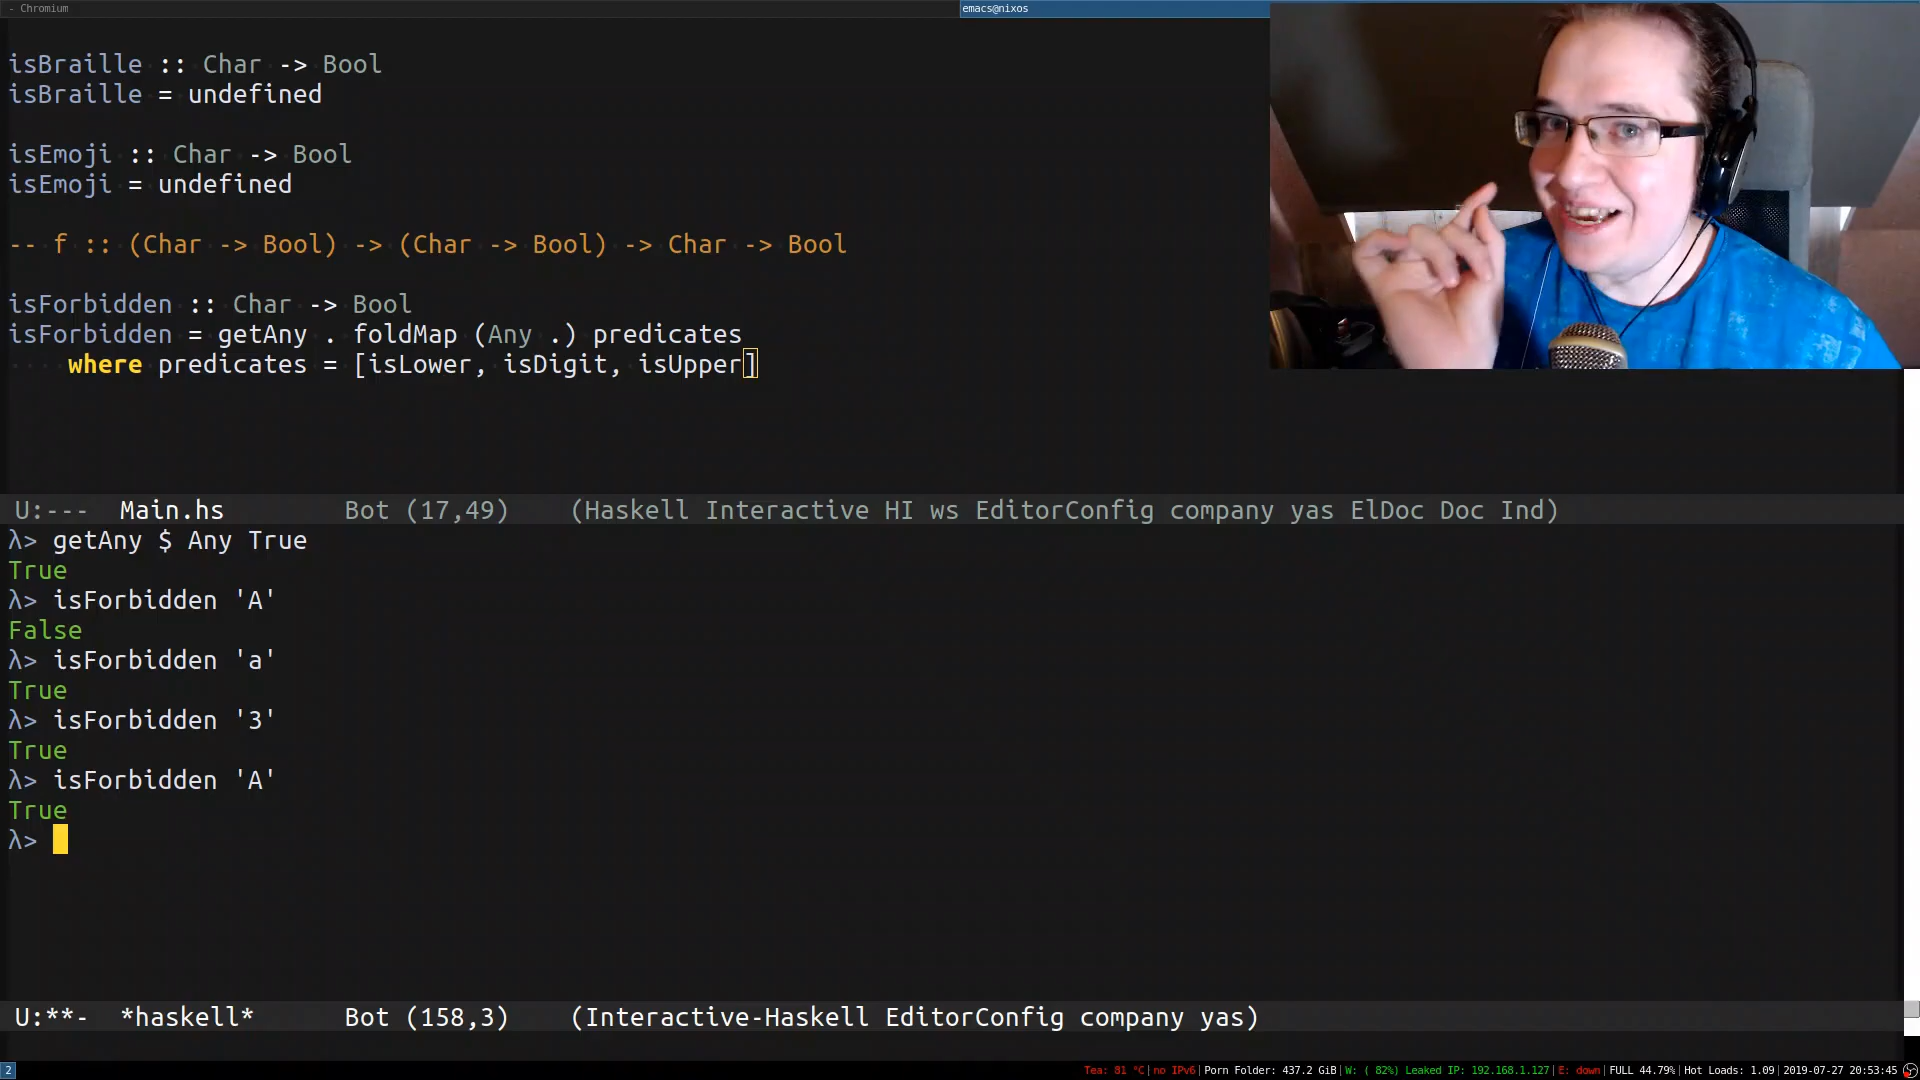 - Chromium
emacs@nixos
isBraille :: Char -> Bool
isBraille = undefined
isEmoji :: Char -> Bool
isEmoji = undefined
-- f :: (Char -> Bool) -> (Char -> Bool) -> Char -> Bool
isForbidden :: Char -> Bool
isForbidden = getAny . foldMap (Any .) predicates
where predicates = [isLower, isDigit, isUpper]
U:--- Main.hs Bot (17,49) (Haskell Interactive HI ws EditorConfig company yas ElDoc Doc Ind)
λ> getAny $ Any True
True
λ> isForbidden 'A'
False
λ> isForbidden 'a'
True
λ> isForbidden '3'
True
λ> isForbidden 'A'
True
λ>
U:**- *haskell* Bot (158,3) (Interactive-Haskell EditorConfig company yas)
2 Tea: 81 °C|no IPv6|Porn Folder: 437.2 GiB|W: ( 82%) Leaked IP: 192.168.1.127|E: down|FULL 44.79%|Hot Loads: 1.09|2019-07-27 20:53:45